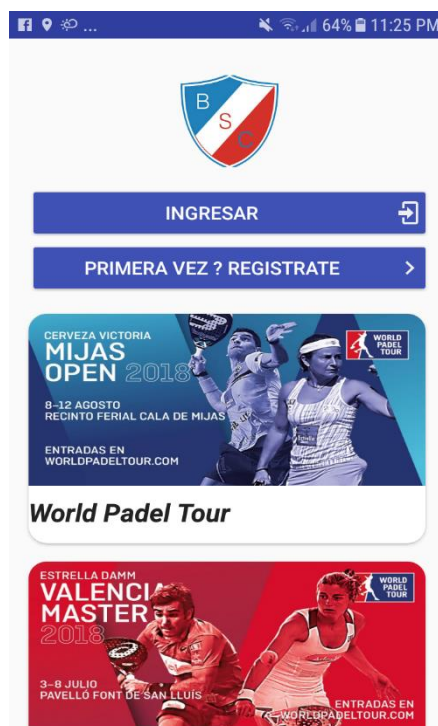 ... 64% 11:25 PM
B
S
C
INGRESAR
PRIMERA VEZ ? REGISTRATE
CERVEZA VICTORIA
MIJAS
OPEN 2018
WORLD
PADEL
TOUR
8–12 AGOSTO
RECINTO FERIAL CALA DE MIJAS
ENTRADAS EN
WORLDPADELTOUR.COM
World Padel Tour
ESTRELLA DAMM
VALENCIA
MASTER
2018
WORLD
PADEL
TOUR
3–8 JULIO
PAVELLÓ FONT DE SAN LLUÍS
ENTRADAS EN
WORLDPADELTOUR.COM